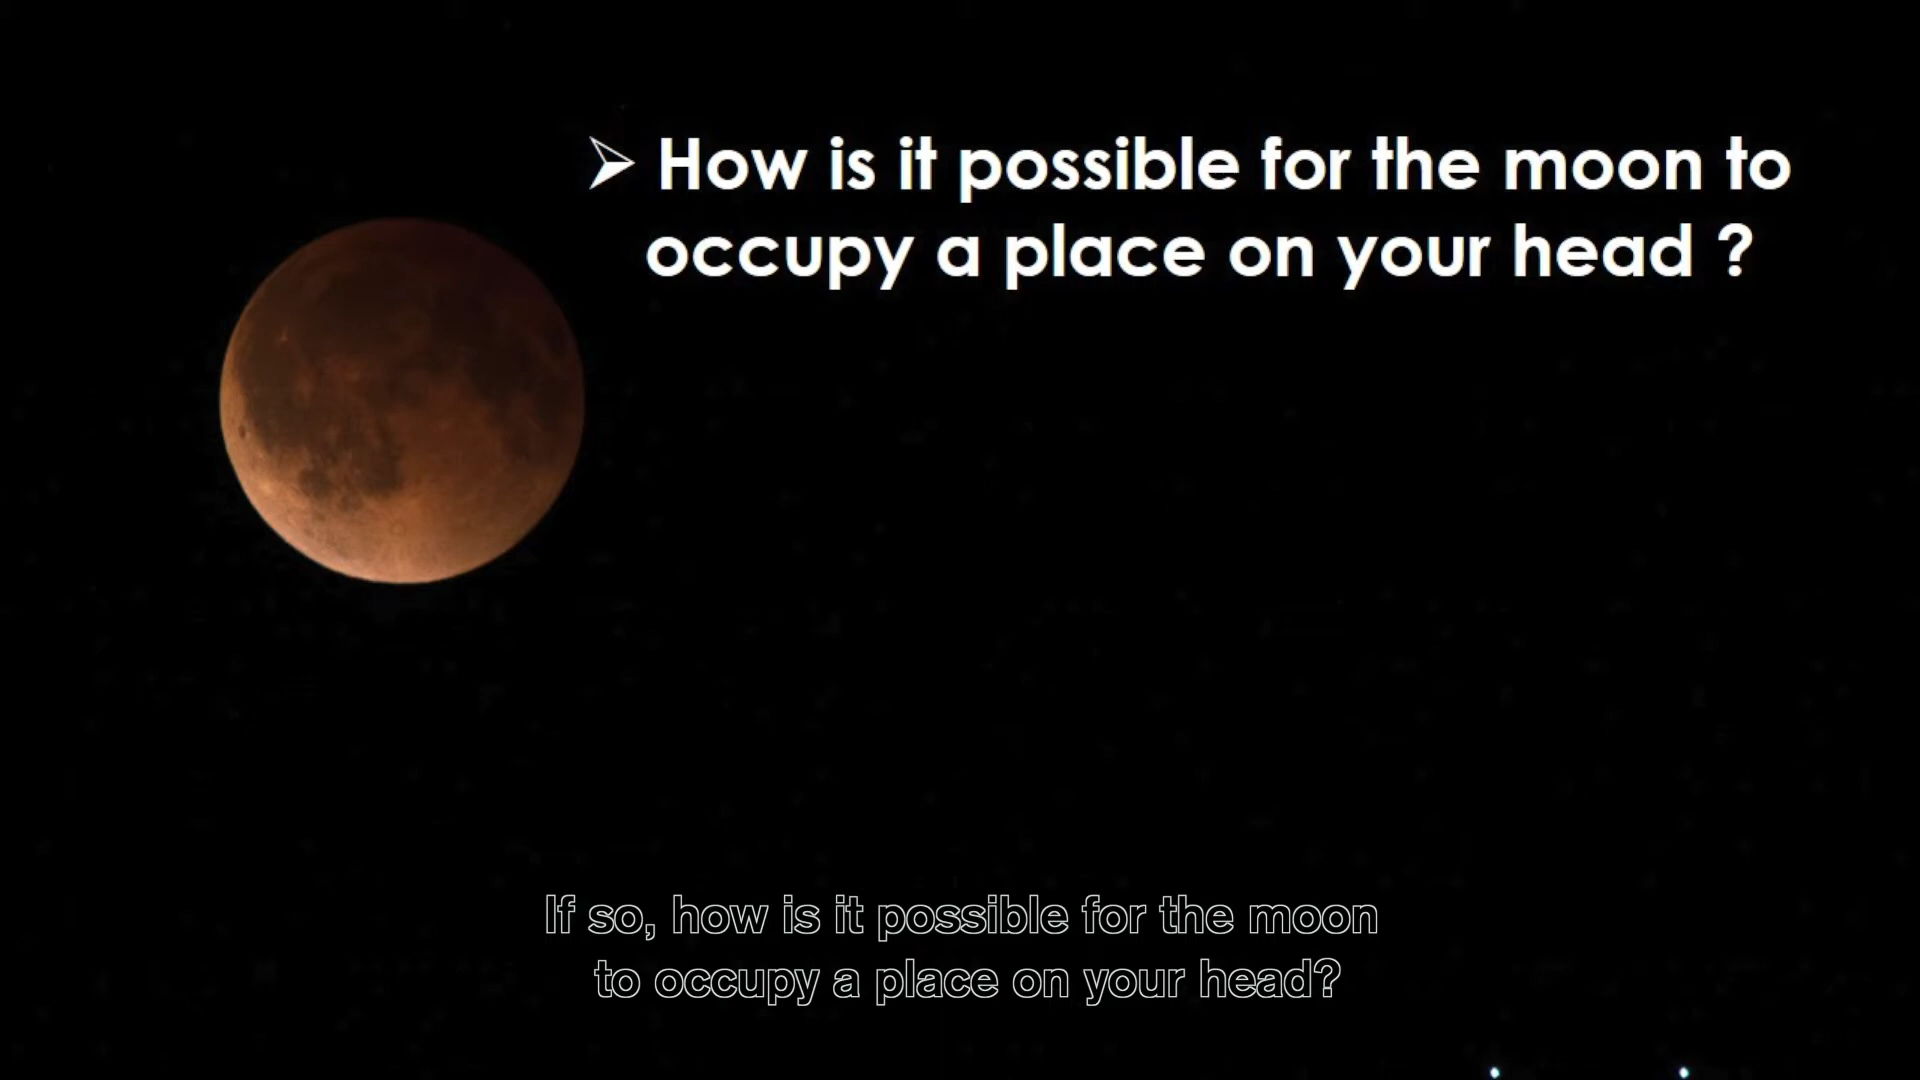 ➢ How is it possible for the moon to
occupy a place on your head ?
If so, how is it possible for the moon
to occupy a place on your head?